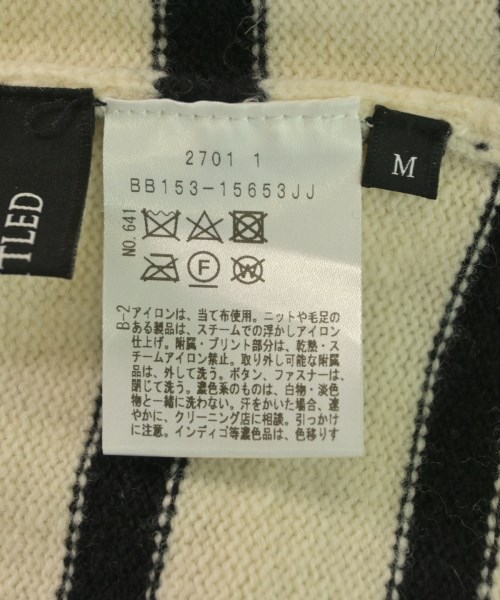 TLED
M
2701 1
BB153-15653JJ
NO.641
F
W
B-2
アイロンは、当て布使用。ニットや毛足の
ある製品は、スチームでの浮かしアイロン
仕上げ。附属・プリント部分は、乾熱・ス
チームアイロン禁止。取り外し可能な附属
品は、外して洗う。ボタン、ファスナーは、
閉じて洗う。濃色系のものは、白物・淡色
物と一緒に洗わない。汗をかいた場合、速
やかに、クリーニング店に相談。引っかけ
に注意。インディゴ等濃色品は、色移りす